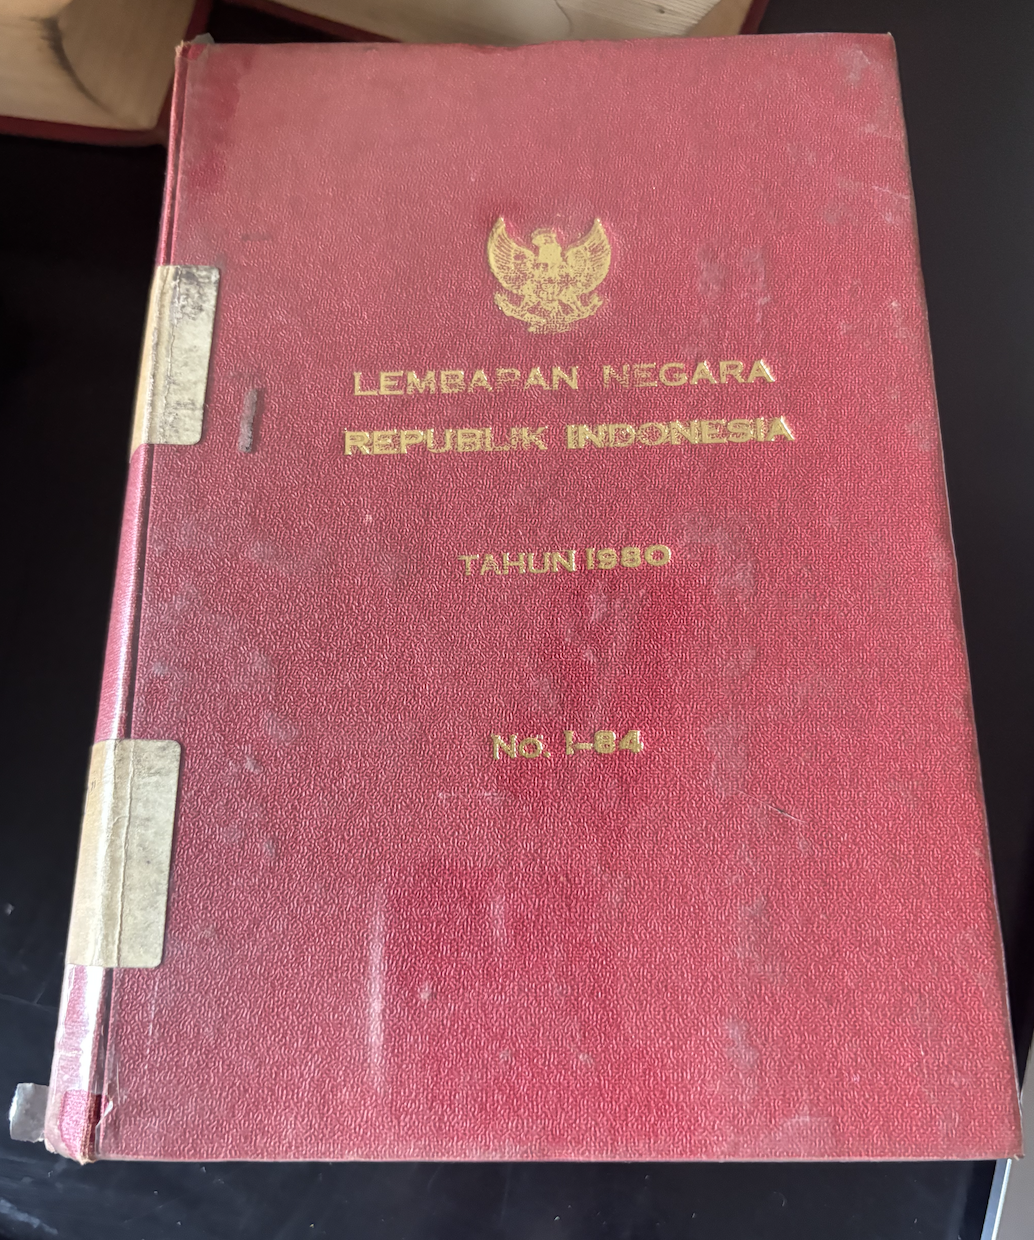 LEMBARAN NEGARA
REPUBLIK INDONESIA
TAHUN 1980
No. 1-84